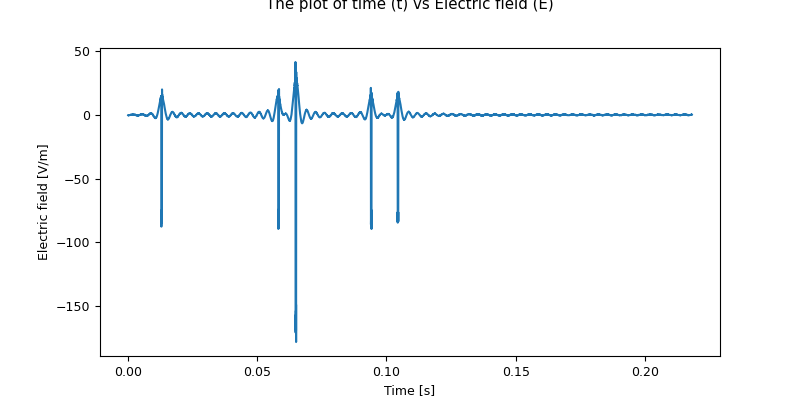 The plot of time (t) vs Electric field (E)
50
0
−50
−100
−150
Electric field [V/m]
0.00 0.05 0.10 0.15 0.20
Time [s]